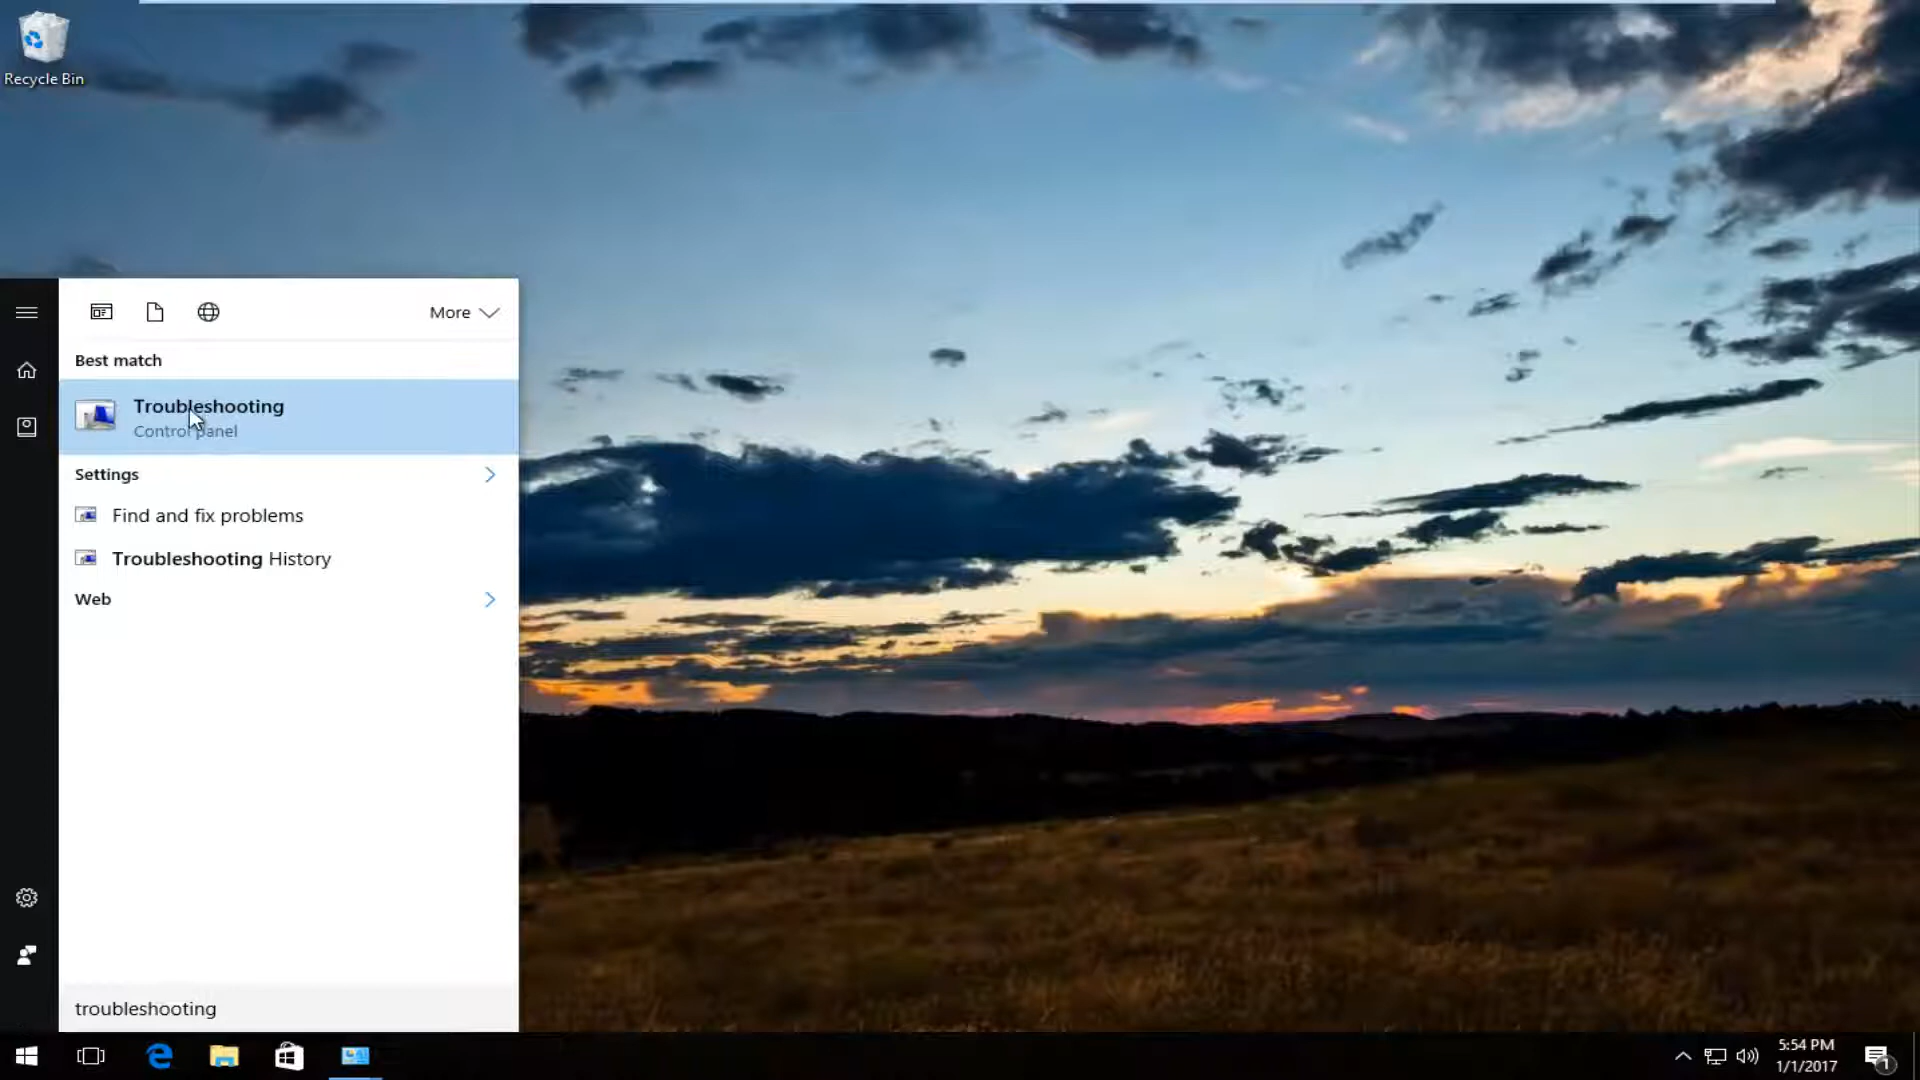 Recycle Bin
More
Best match
Troubleshooting
Control panel
Settings
Find and fix problems
Troubleshooting History
Web
troubleshooting
5:54 PM
1/1/2017
1